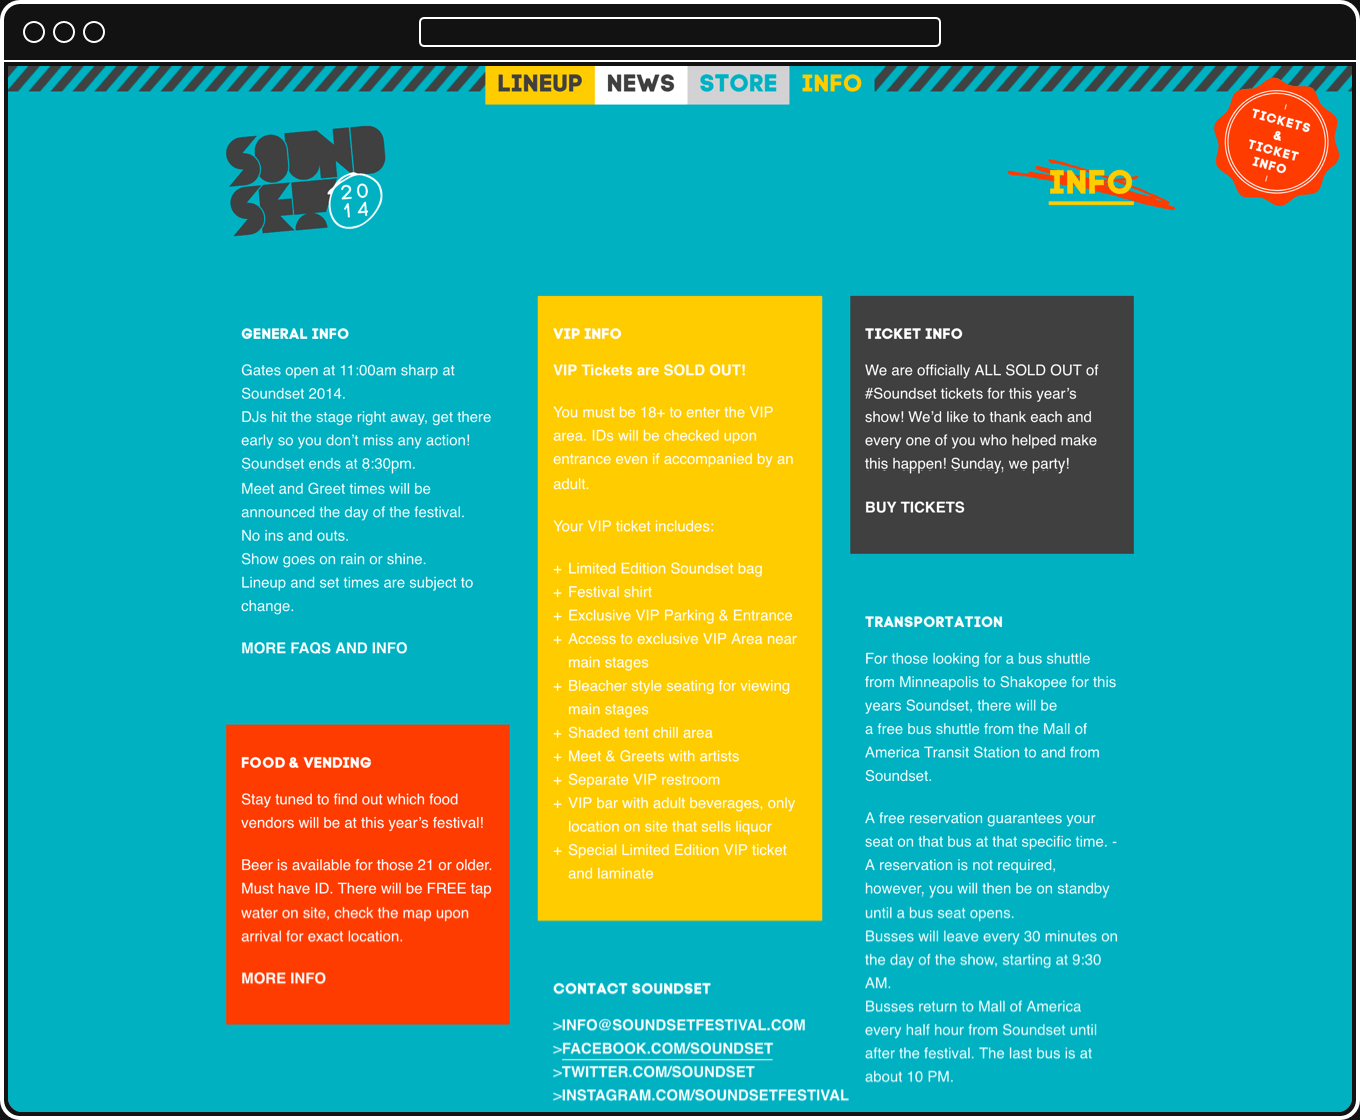 LINEUP
NEWS
STORE
INFO
TICKETS
&
TICKET
INFO
SOUND
SET
20
14
INFO
GENERAL INFO
Gates open at 11:00am sharp at
Soundset 2014.
DJs hit the stage right away, get there
early so you don’t miss any action!
Soundset ends at 8:30pm.
Meet and Greet times will be
announced the day of the festival.
No ins and outs.
Show goes on rain or shine.
Lineup and set times are subject to
change.
MORE FAQS AND INFO
FOOD & VENDING
Stay tuned to find out which food
vendors will be at this year’s festival!
Beer is available for those 21 or older.
Must have ID. There will be FREE tap
water on site, check the map upon
arrival for exact location.
MORE INFO
VIP INFO
VIP Tickets are SOLD OUT!
You must be 18+ to enter the VIP
area. IDs will be checked upon
entrance even if accompanied by an
adult.
Your VIP ticket includes:
+ Limited Edition Soundset bag
+ Festival shirt
+ Exclusive VIP Parking & Entrance
+ Access to exclusive VIP Area near
main stages
+ Bleacher style seating for viewing
main stages
+ Shaded tent chill area
+ Meet & Greets with artists
+ Separate VIP restroom
+ VIP bar with adult beverages, only
location on site that sells liquor
+ Special Limited Edition VIP ticket
and laminate
CONTACT SOUNDSET
>INFO@SOUNDSETFESTIVAL.COM
>FACEBOOK.COM/SOUNDSET
>TWITTER.COM/SOUNDSET
>INSTAGRAM.COM/SOUNDSETFESTIVAL
TICKET INFO
We are officially ALL SOLD OUT of
#Soundset tickets for this year’s
show! We’d like to thank each and
every one of you who helped make
this happen! Sunday, we party!
BUY TICKETS
TRANSPORTATION
For those looking for a bus shuttle
from Minneapolis to Shakopee for this
years Soundset, there will be
a free bus shuttle from the Mall of
America Transit Station to and from
Soundset.
A free reservation guarantees your
seat on that bus at that specific time. -
A reservation is not required,
however, you will then be on standby
until a bus seat opens.
Busses will leave every 30 minutes on
the day of the show, starting at 9:30
AM.
Busses return to Mall of America
every half hour from Soundset until
after the festival. The last bus is at
about 10 PM.